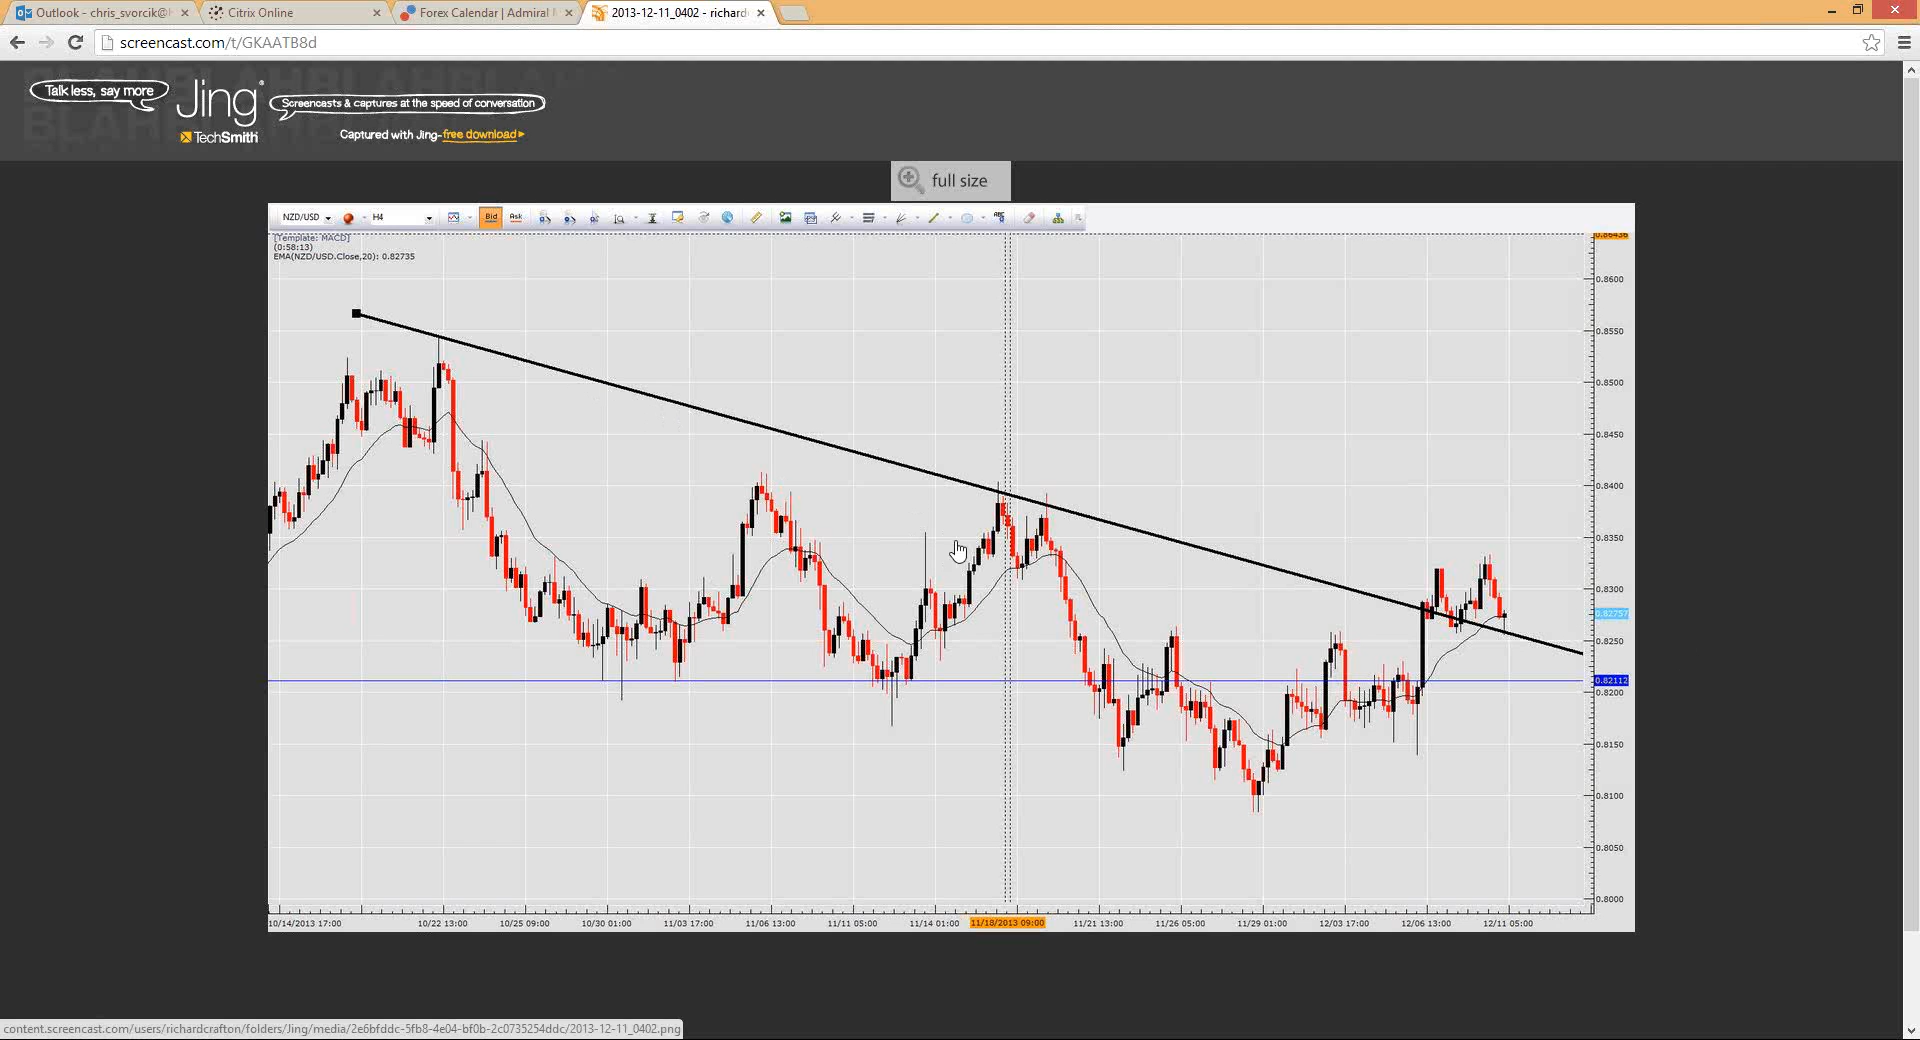 Outlook - chris_svorcik@
Citrix Online
Forex Calendar | Admiral
2013-12-11_0402 - richard
screencast.com/t/GKAATB8d
Talk less, say more
Jing
Screencasts & captures at the speed of conversation
TechSmith
Captured with Jing-free download
full size
NZD/USD
H4
Bid
Ask
ABC
[Template: MACD]
(0:58:13)
EMA(NZD/USD.Close,20): 0.82735
0.86436
0.8600
0.8550
0.8500
0.8450
0.8400
0.8350
0.8300
0.82757
0.8250
0.82112
0.8200
0.8150
0.8100
0.8050
0.8000
10/14/2013 17:00
10/22 13:00
10/25 09:00
10/30 01:00
11/03 17:00
11/06 13:00
11/11 05:00
11/14 01:00
11/18/2013 09:00
11/21 13:00
11/26 05:00
11/29 01:00
12/03 17:00
12/06 13:00
12/11 05:00
content.screencast.com/users/richardcrafton/folders/Jing/media/2e6bfddc-5fb8-4e04-bf0b-2c0735254ddc/2013-12-11_0402.png